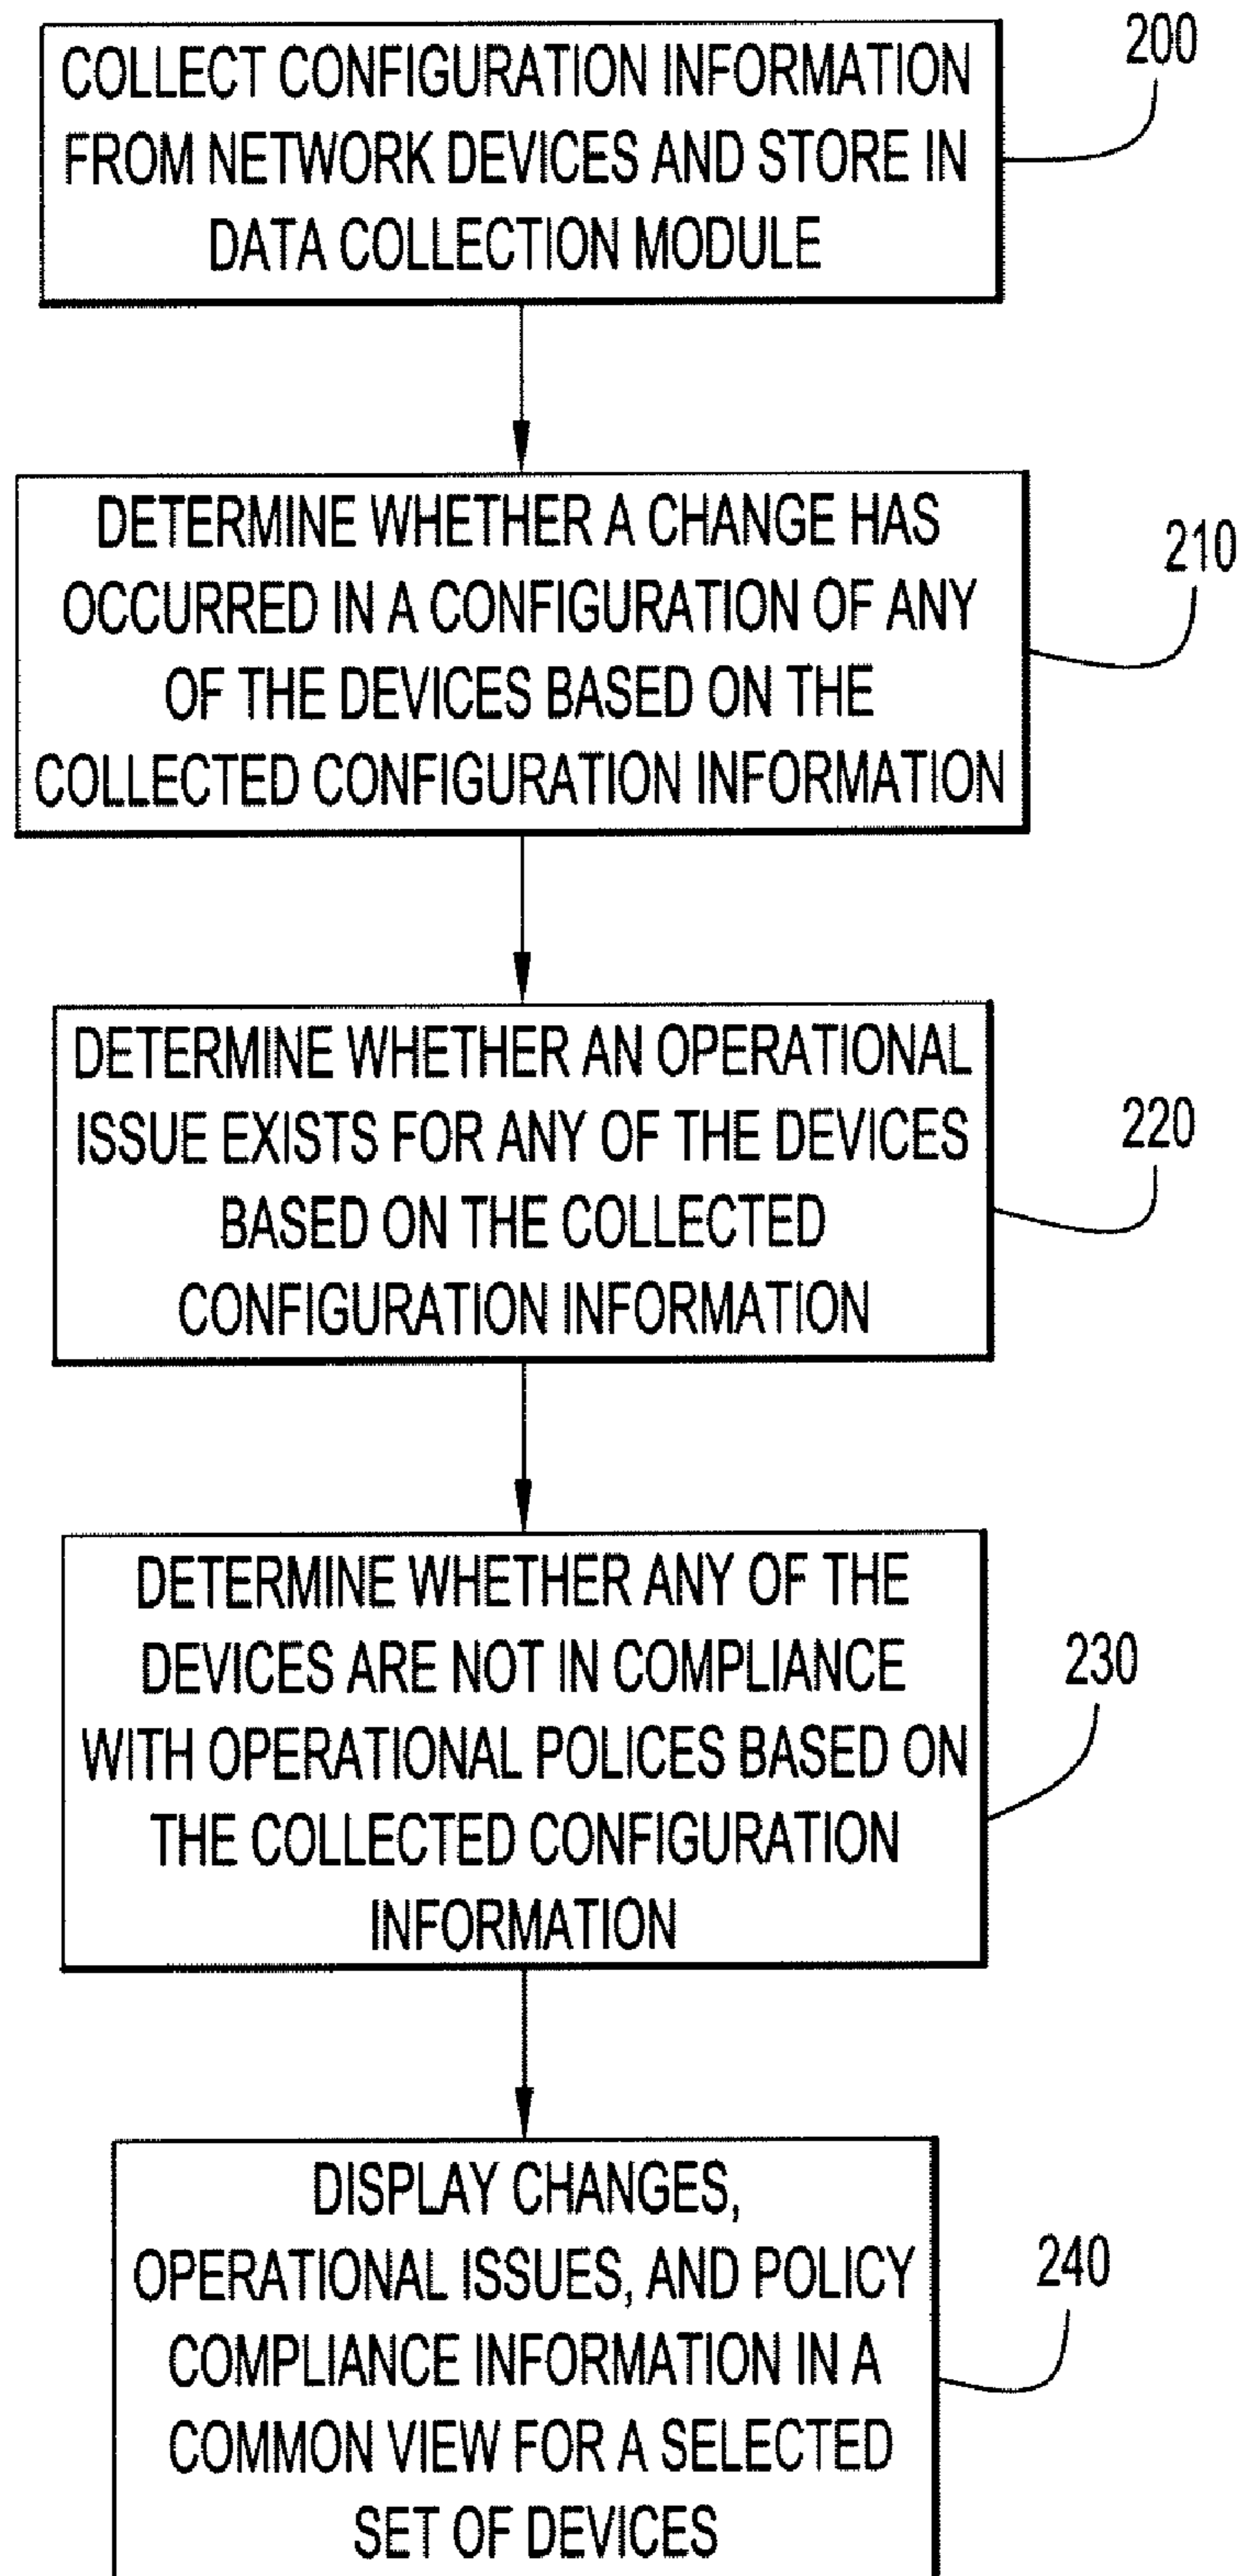 COLLECT CONFIGURATION INFORMATION
FROM NETWORK DEVICES AND STORE IN
DATA COLLECTION MODULE
200
DETERMINE WHETHER A CHANGE HAS
OCCURRED IN A CONFIGURATION OF ANY
OF THE DEVICES BASED ON THE
COLLECTED CONFIGURATION INFORMATION
210
DETERMINE WHETHER AN OPERATIONAL
ISSUE EXISTS FOR ANY OF THE DEVICES
BASED ON THE COLLECTED
CONFIGURATION INFORMATION
220
DETERMINE WHETHER ANY OF THE
DEVICES ARE NOT IN COMPLIANCE
WITH OPERATIONAL POLICES BASED ON
THE COLLECTED CONFIGURATION
INFORMATION
230
DISPLAY CHANGES,
OPERATIONAL ISSUES, AND POLICY
COMPLIANCE INFORMATION IN A
COMMON VIEW FOR A SELECTED
SET OF DEVICES
240